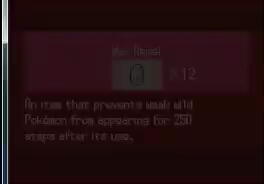 Max Repel
×12
An item that prevents weak wild
Pokémon from appearing for 250
steps after its use.